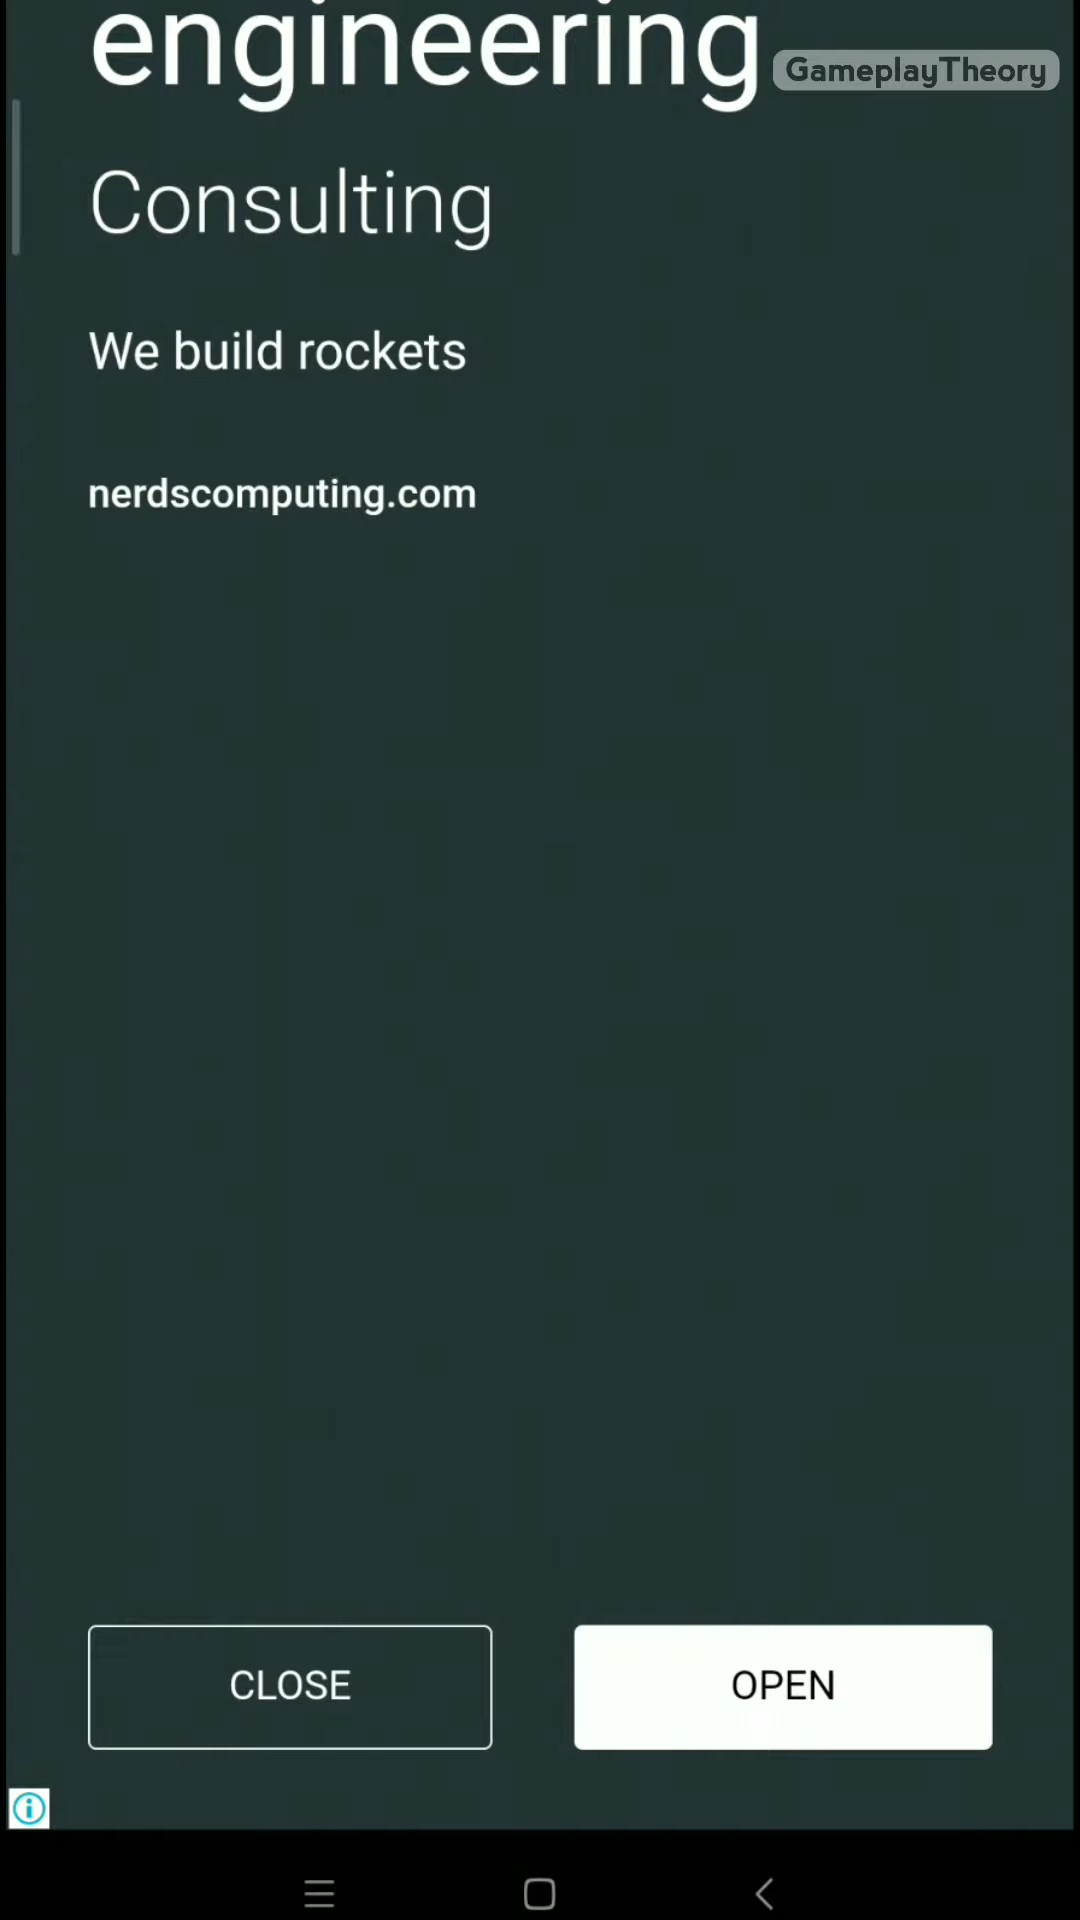 engineering
GameplayTheory
Consulting
We build rockets
nerdscomputing.com
CLOSE
OPEN